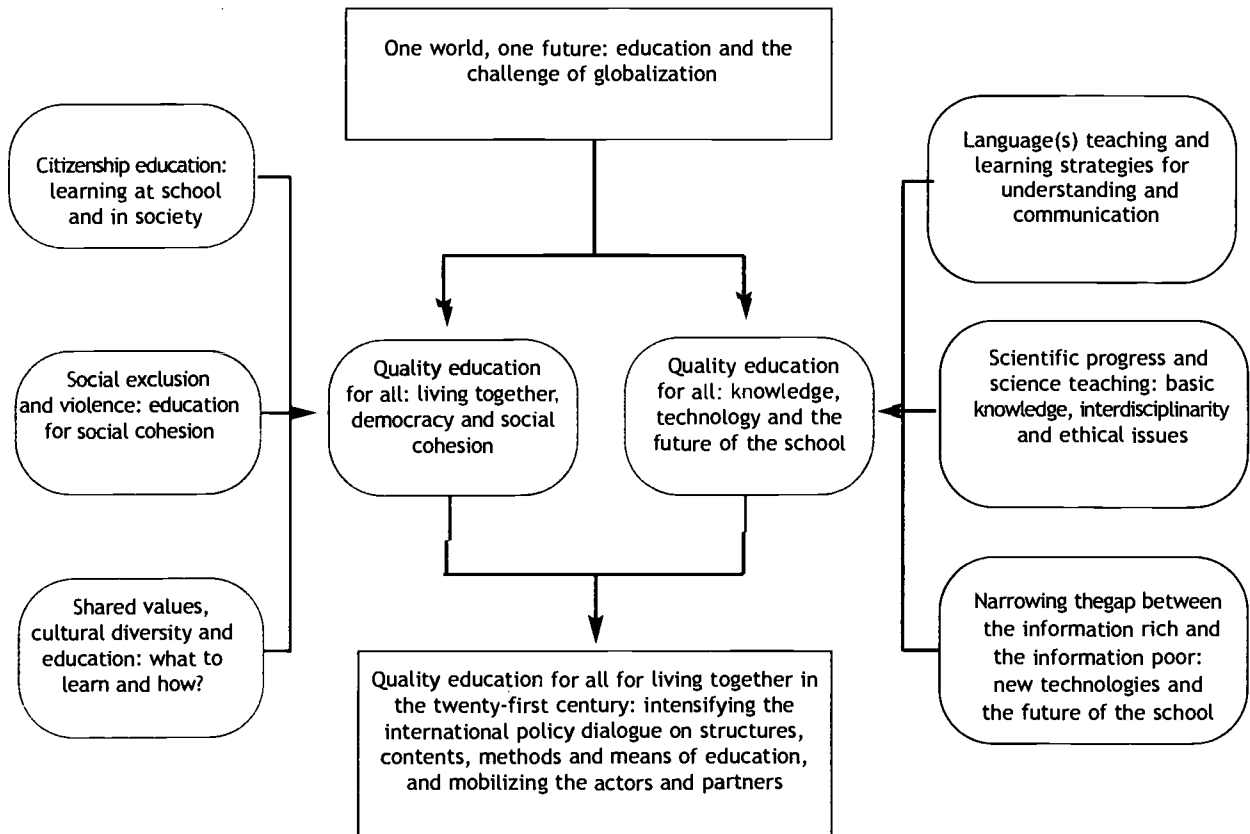 One world, one future: education and the
challenge of globalization
Citizenship education:
learning at school
and in society
Social exclusion
and violence: education
for social cohesion
Shared values,
cultural diversity and
education: what to
learn and how?
Quality education
for all: living together,
democracy and social
cohesion
Quality education
for all: knowledge,
technology and the
future of the school
Language(s) teaching and
learning strategies for
understanding and
communication
Scientific progress and
science teaching: basic
knowledge, interdisciplinarity
and ethical issues
Narrowing thegap between
the information rich and
the information poor:
new technologies and
the future of the school
Quality education for all for living together in
the twenty-first century: intensifying the
international policy dialogue on structures,
contents, methods and means of education,
and mobilizing the actors and partners